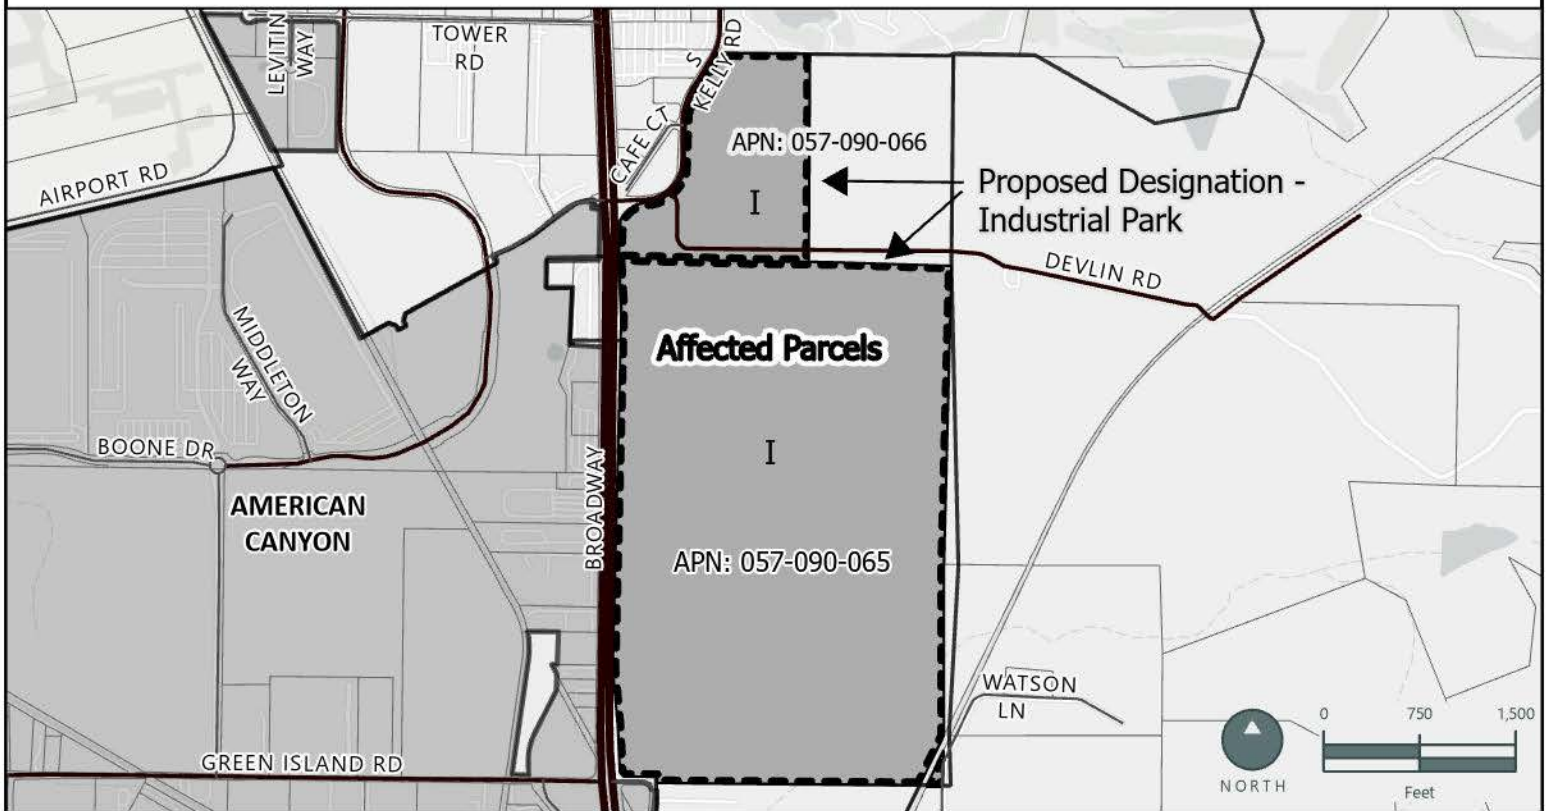 LEVITIN
WAY
TOWER
RD
S
KELLY RD
CAFE CT
APN: 057-090-066
AIRPORT RD
I
Proposed Designation -
Industrial Park
DEVLIN RD
MIDDLETON
WAY
Affected Parcels
BOONE DR
BROADWAY
I
AMERICAN
CANYON
APN: 057-090-065
WATSON
LN
GREEN ISLAND RD
NORTH
0 750 1,500
Feet